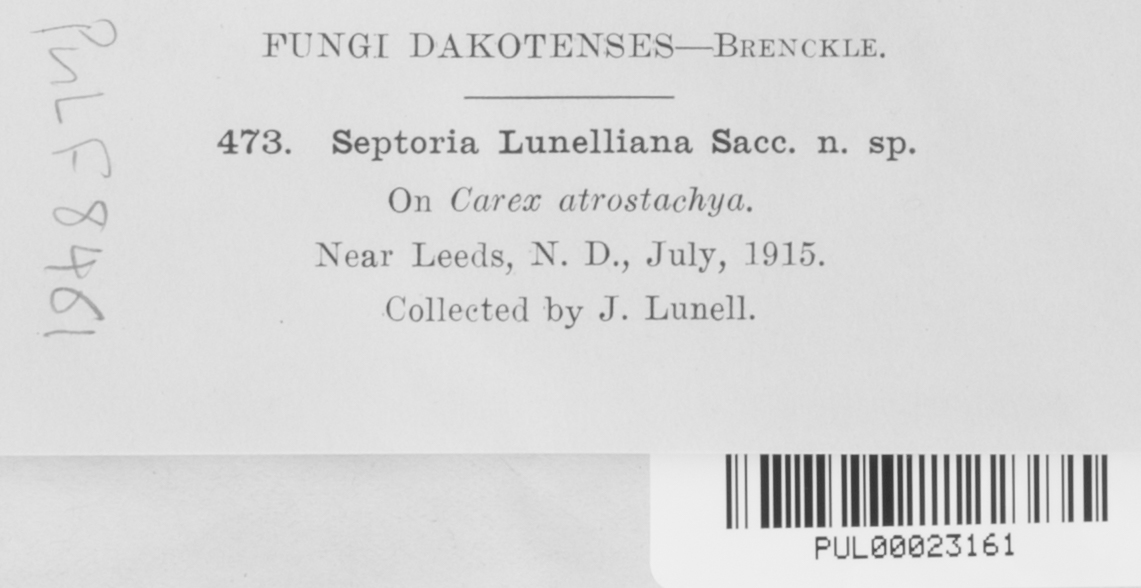 FUNGI DAKOTENSES—BRENCKLE.
473. Septoria Lunelliana Sacc. n. sp.
On Carex atrostachya.
Near Leeds, N. D., July, 1915.
Collected by J. Lunell.
PUL F8461
PUL00023161